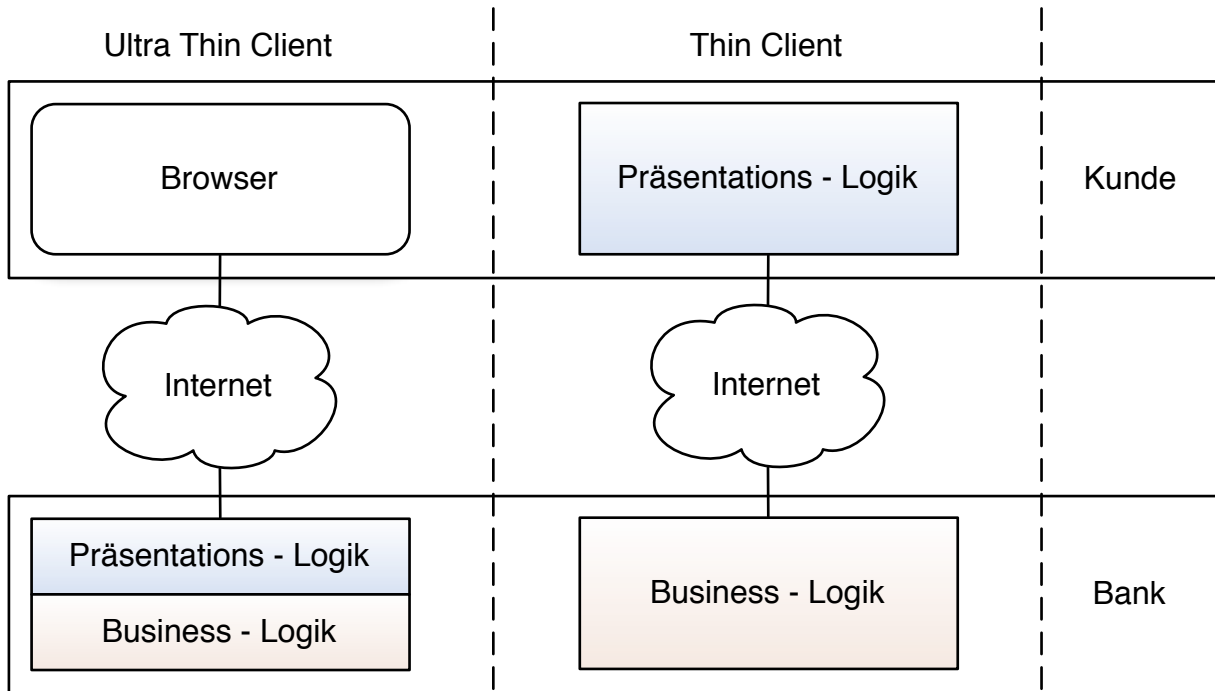 Ultra Thin Client
Thin Client
Browser
Präsentations - Logik
Kunde
Internet
Internet
Präsentations - Logik
Business - Logik
Business - Logik
Bank